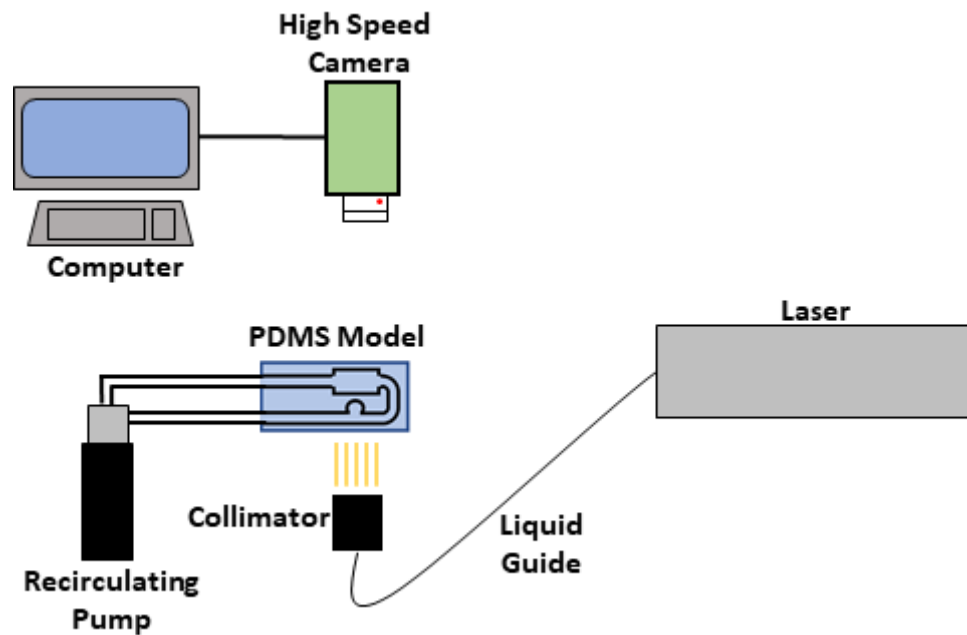 High Speed
Camera
Computer
Laser
PDMS Model
Collimator
Liquid
Guide
Recirculating
Pump